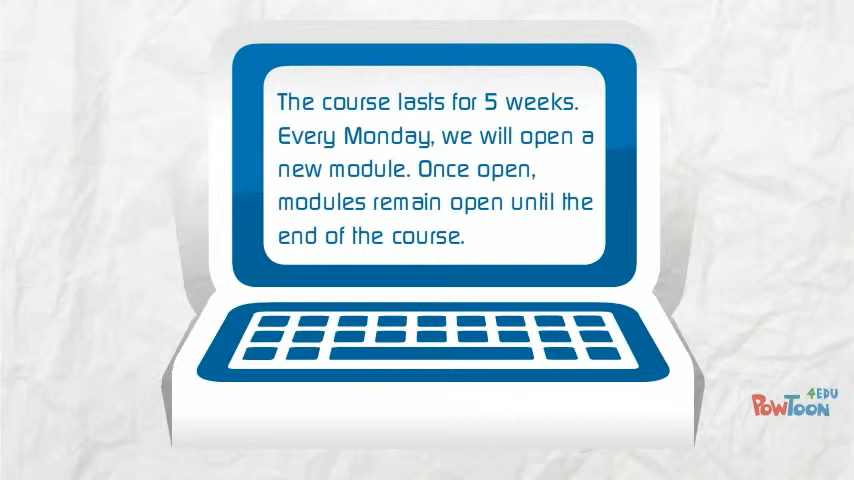 The course lasts for 5 weeks.
Every Monday, we will open a
new module. Once open,
modules remain open until the
end of the course.
4EDU
POWTOON